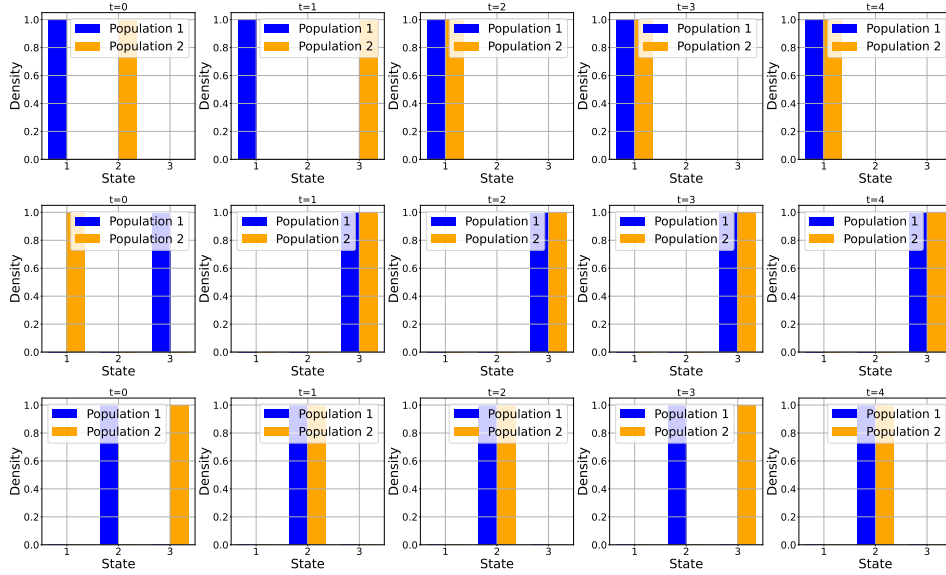 t=0
t=1
t=2
t=3
t=4
Density
1.0
0.8
0.6
0.4
0.2
0.0
Population 1
Population 2
1 2 3
State
Density
1.0
0.8
0.6
0.4
0.2
0.0
Population 1
Population 2
1 2 3
State
Density
1.0
0.8
0.6
0.4
0.2
0.0
Population 1
Population 2
1 2 3
State
Density
1.0
0.8
0.6
0.4
0.2
0.0
Population 1
Population 2
1 2 3
State
Density
1.0
0.8
0.6
0.4
0.2
0.0
Population 1
Population 2
1 2 3
State
t=0
t=1
t=2
t=3
t=4
Density
1.0
0.8
0.6
0.4
0.2
0.0
Population 1
Population 2
1 2 3
State
Density
1.0
0.8
0.6
0.4
0.2
0.0
Population 1
Population 2
1 2 3
State
Density
1.0
0.8
0.6
0.4
0.2
0.0
Population 1
Population 2
1 2 3
State
Density
1.0
0.8
0.6
0.4
0.2
0.0
Population 1
Population 2
1 2 3
State
Density
1.0
0.8
0.6
0.4
0.2
0.0
Population 1
Population 2
1 2 3
State
t=0
t=1
t=2
t=3
t=4
Density
1.0
0.8
0.6
0.4
0.2
0.0
Population 1
Population 2
1 2 3
State
Density
1.0
0.8
0.6
0.4
0.2
0.0
Population 1
Population 2
1 2 3
State
Density
1.0
0.8
0.6
0.4
0.2
0.0
Population 1
Population 2
1 2 3
State
Density
1.0
0.8
0.6
0.4
0.2
0.0
Population 1
Population 2
1 2 3
State
Density
1.0
0.8
0.6
0.4
0.2
0.0
Population 1
Population 2
1 2 3
State